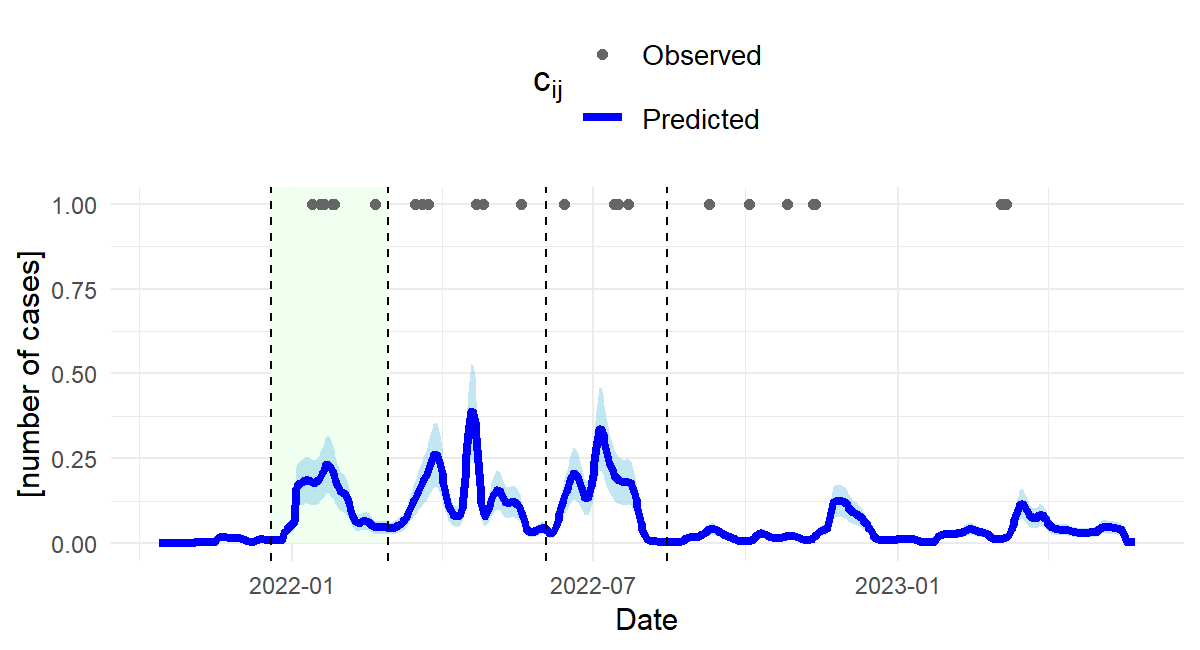 c_ij
Observed
Predicted
[number of cases]
1.00
0.75
0.50
0.25
0.00
2022-01
2022-07
2023-01
Date